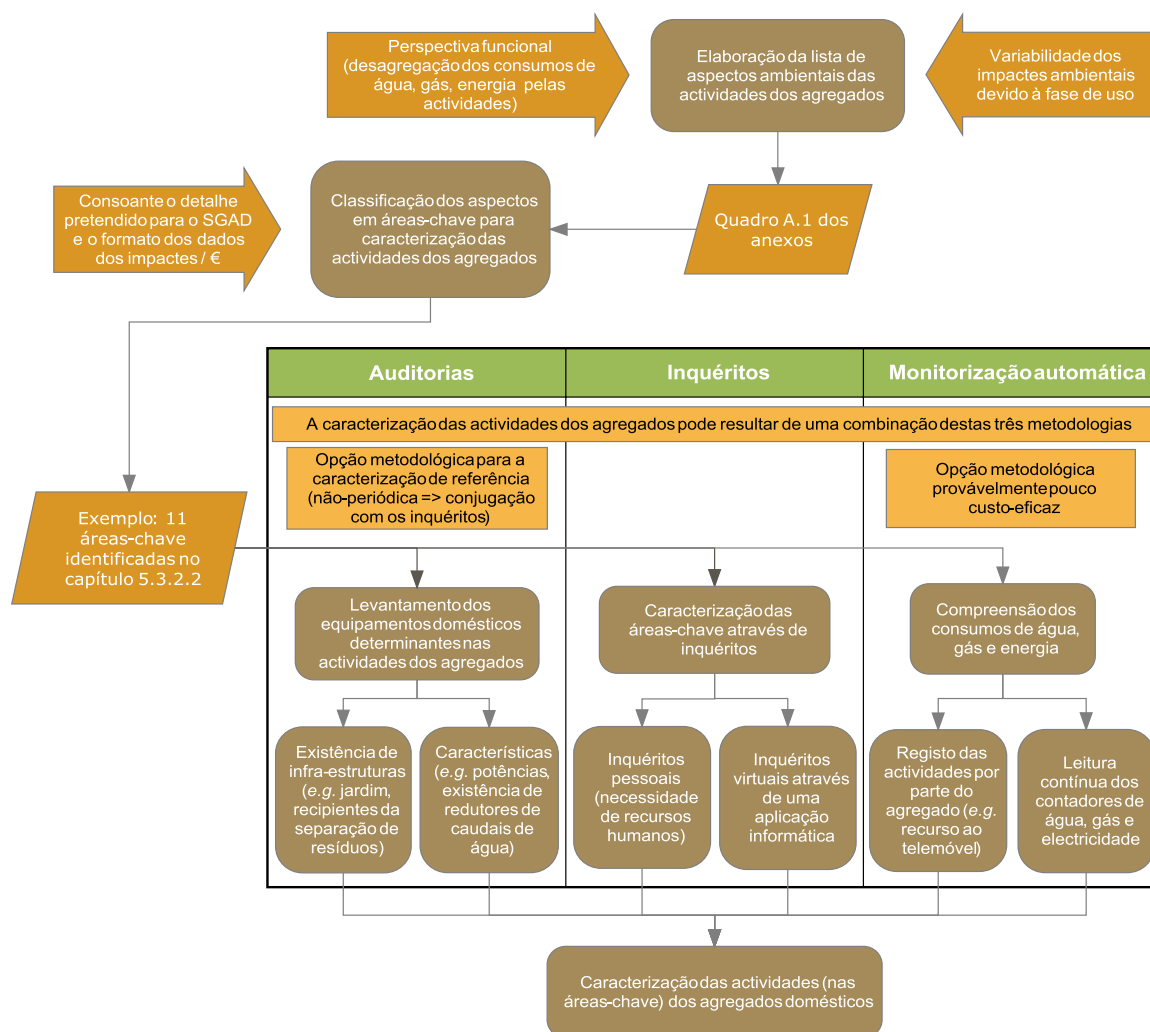 Perspectiva funcional
(desagregação dos consumos de
água, gás, energia pelas
actividades)
Elaboração da lista de
aspectos ambientais das
actividades dos agregados
Variabilidade dos
impactes ambientais
devido à fase de uso
Consoante o detalhe
pretendido para o SGAD
e o formato dos dados
dos impactes / €
Classificação dos aspectos
em áreas-chave para
caracterização das
actividades dos agregados
Quadro A.1 dos
anexos
Auditorias
Inquéritos
Monitorização automática
A caracterização das actividades dos agregados pode resultar de uma combinação destas três metodologias
Opção metodológica para a
caracterização de referência
(não-periódica => conjugação
com os inquéritos)
Opção metodológica
provávelmente pouco
custo-eficaz
Exemplo: 11
áreas-chave
identificadas no
capítulo 5.3.2.2
Levantamento dos
equipamentos domésticos
determinantes nas
actividades dos agregados
Caracterização das
áreas-chave através de
inquéritos
Compreensão dos
consumos de água,
gás e energia
Existência de
infra-estruturas
(e.g. jardim,
recipientes da
separação de
resíduos)
Características
(e.g. potências,
existência de
redutores de
caudais de
água)
Inquéritos
pessoais
(necessidade
de recursos
humanos)
Inquéritos
virtuais através
de uma
aplicação
informática
Registo das
actividades por
parte do
agregado (e.g.
recurso ao
telemóvel)
Leitura
contínua dos
contadores de
água, gás e
electricidade
Caracterização das actividades (nas
áreas-chave) dos agregados domésticos